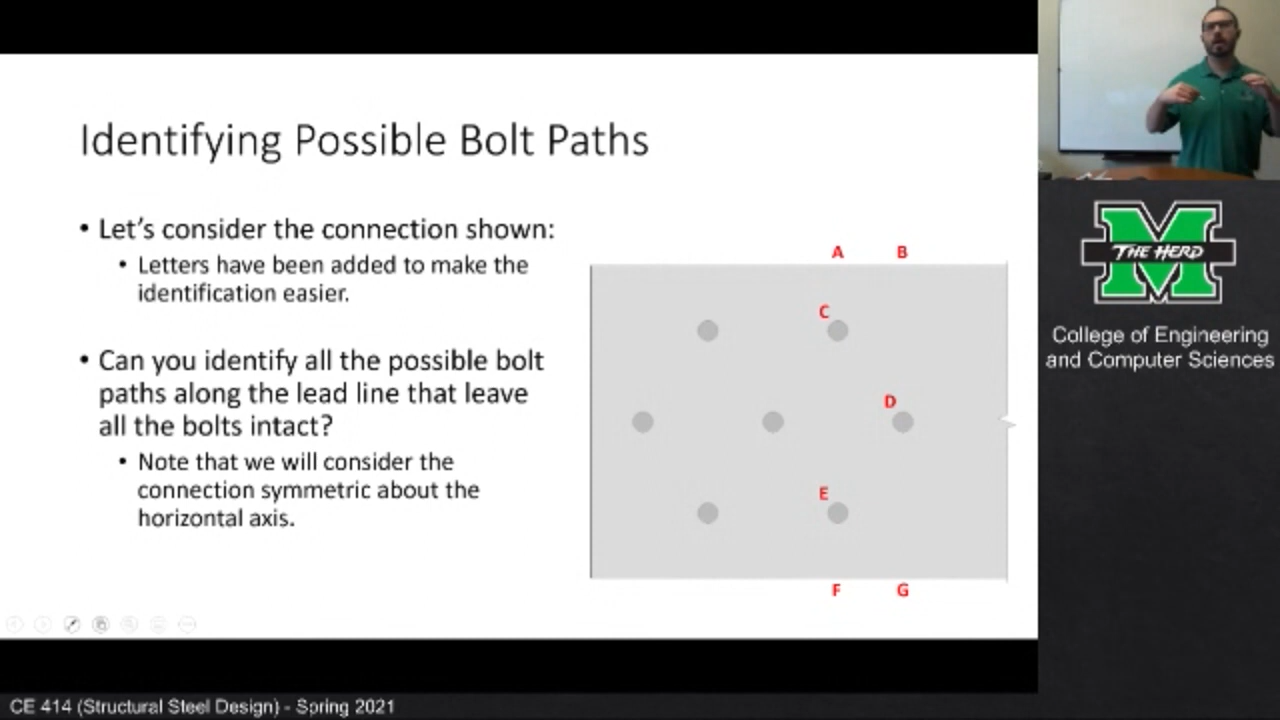 Identifying Possible Bolt Paths
• Let's consider the connection shown:
• Letters have been added to make the
identification easier.
• Can you identify all the possible bolt
paths along the lead line that leave
all the bolts intact?
• Note that we will consider the
connection symmetric about the
horizontal axis.
A B
C
D
E
F G
M
THE HERD
College of Engineering
and Computer Sciences
CE 414 (Structural Steel Design) - Spring 2021